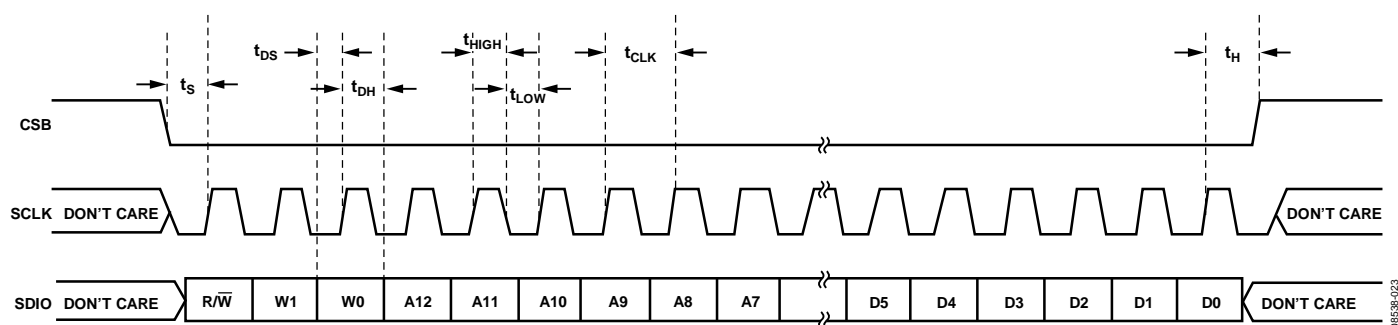 tDS
tHIGH
tCLK
tH
tS
tDH
tLOW
CSB
SCLK DON'T CARE
DON'T CARE
SDIO DON'T CARE R/W̅ W1 W0 A12 A11 A10 A9 A8 A7 D5 D4 D3 D2 D1 D0 DON'T CARE
08538-023